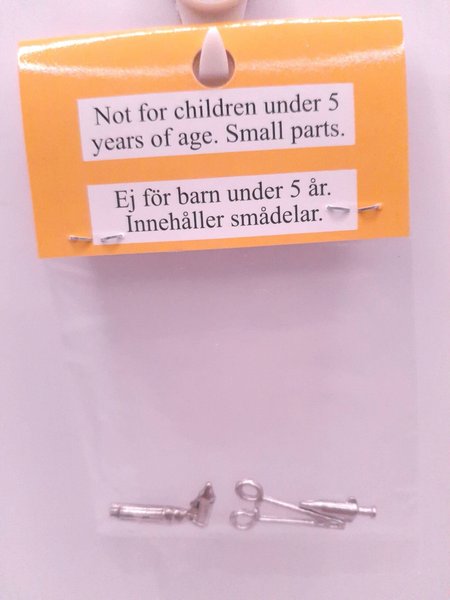 Not for children under 5
years of age. Small parts.
Ej för barn under 5 år.
Innehåller smådelar.